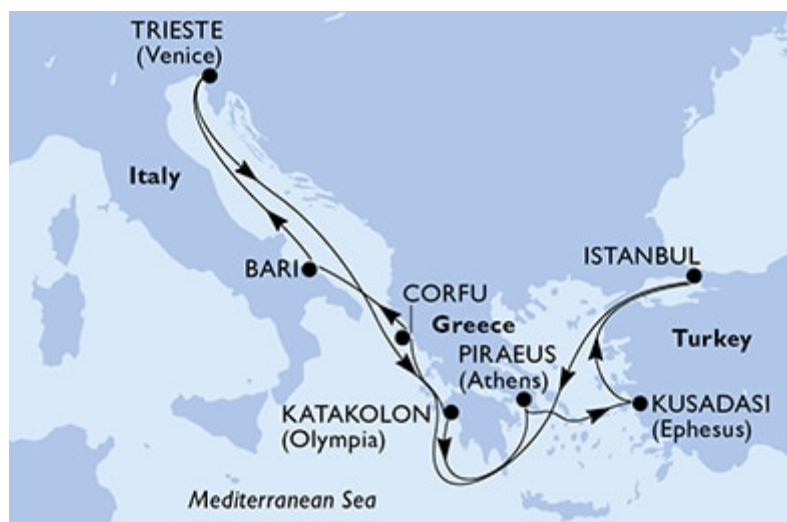 TRIESTE
(Venice)
Italy
BARI
ISTANBUL
CORFU
Greece
Turkey
PIRAEUS
(Athens)
KATAKOLON
(Olympia)
KUSADASI
(Ephesus)
Mediterranean Sea